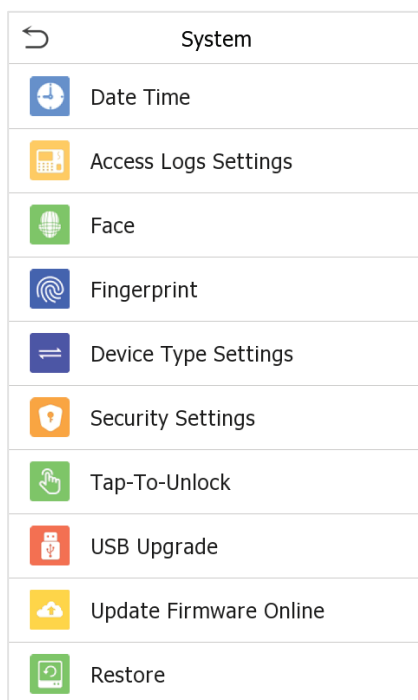 System
Date Time
Access Logs Settings
Face
Fingerprint
Device Type Settings
Security Settings
Tap-To-Unlock
USB Upgrade
Update Firmware Online
Restore